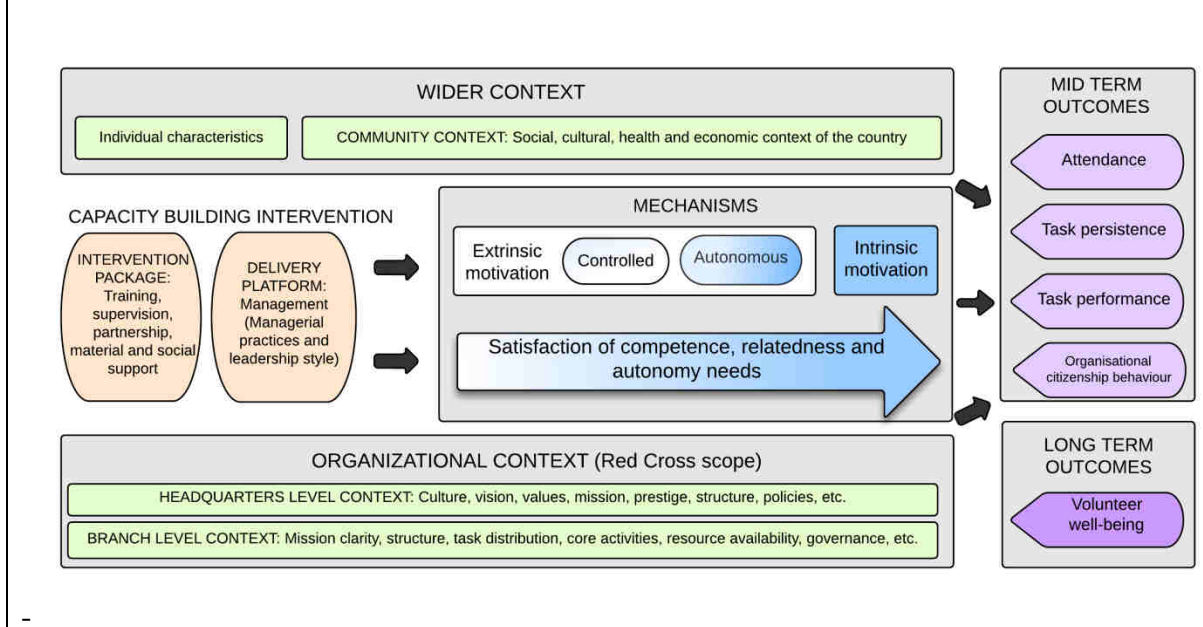 WIDER CONTEXT
Individual characteristics
COMMUNITY CONTEXT: Social, cultural, health and economic context of the country
CAPACITY BUILDING INTERVENTION
INTERVENTION
PACKAGE:
Training,
supervision,
partnership,
material and social
support
DELIVERY
PLATFORM:
Management
(Managerial
practices and
leadership style)
MECHANISMS
Extrinsic
motivation
Controlled
Autonomous
Intrinsic
motivation
Satisfaction of competence, relatedness and
autonomy needs
ORGANIZATIONAL CONTEXT (Red Cross scope)
HEADQUARTERS LEVEL CONTEXT: Culture, vision, values, mission, prestige, structure, policies, etc.
BRANCH LEVEL CONTEXT: Mission clarity, structure, task distribution, core activities, resource availability, governance, etc.
MID TERM
OUTCOMES
Attendance
Task persistence
Task performance
Organisational
citizenship behaviour
LONG TERM
OUTCOMES
Volunteer
well-being
-